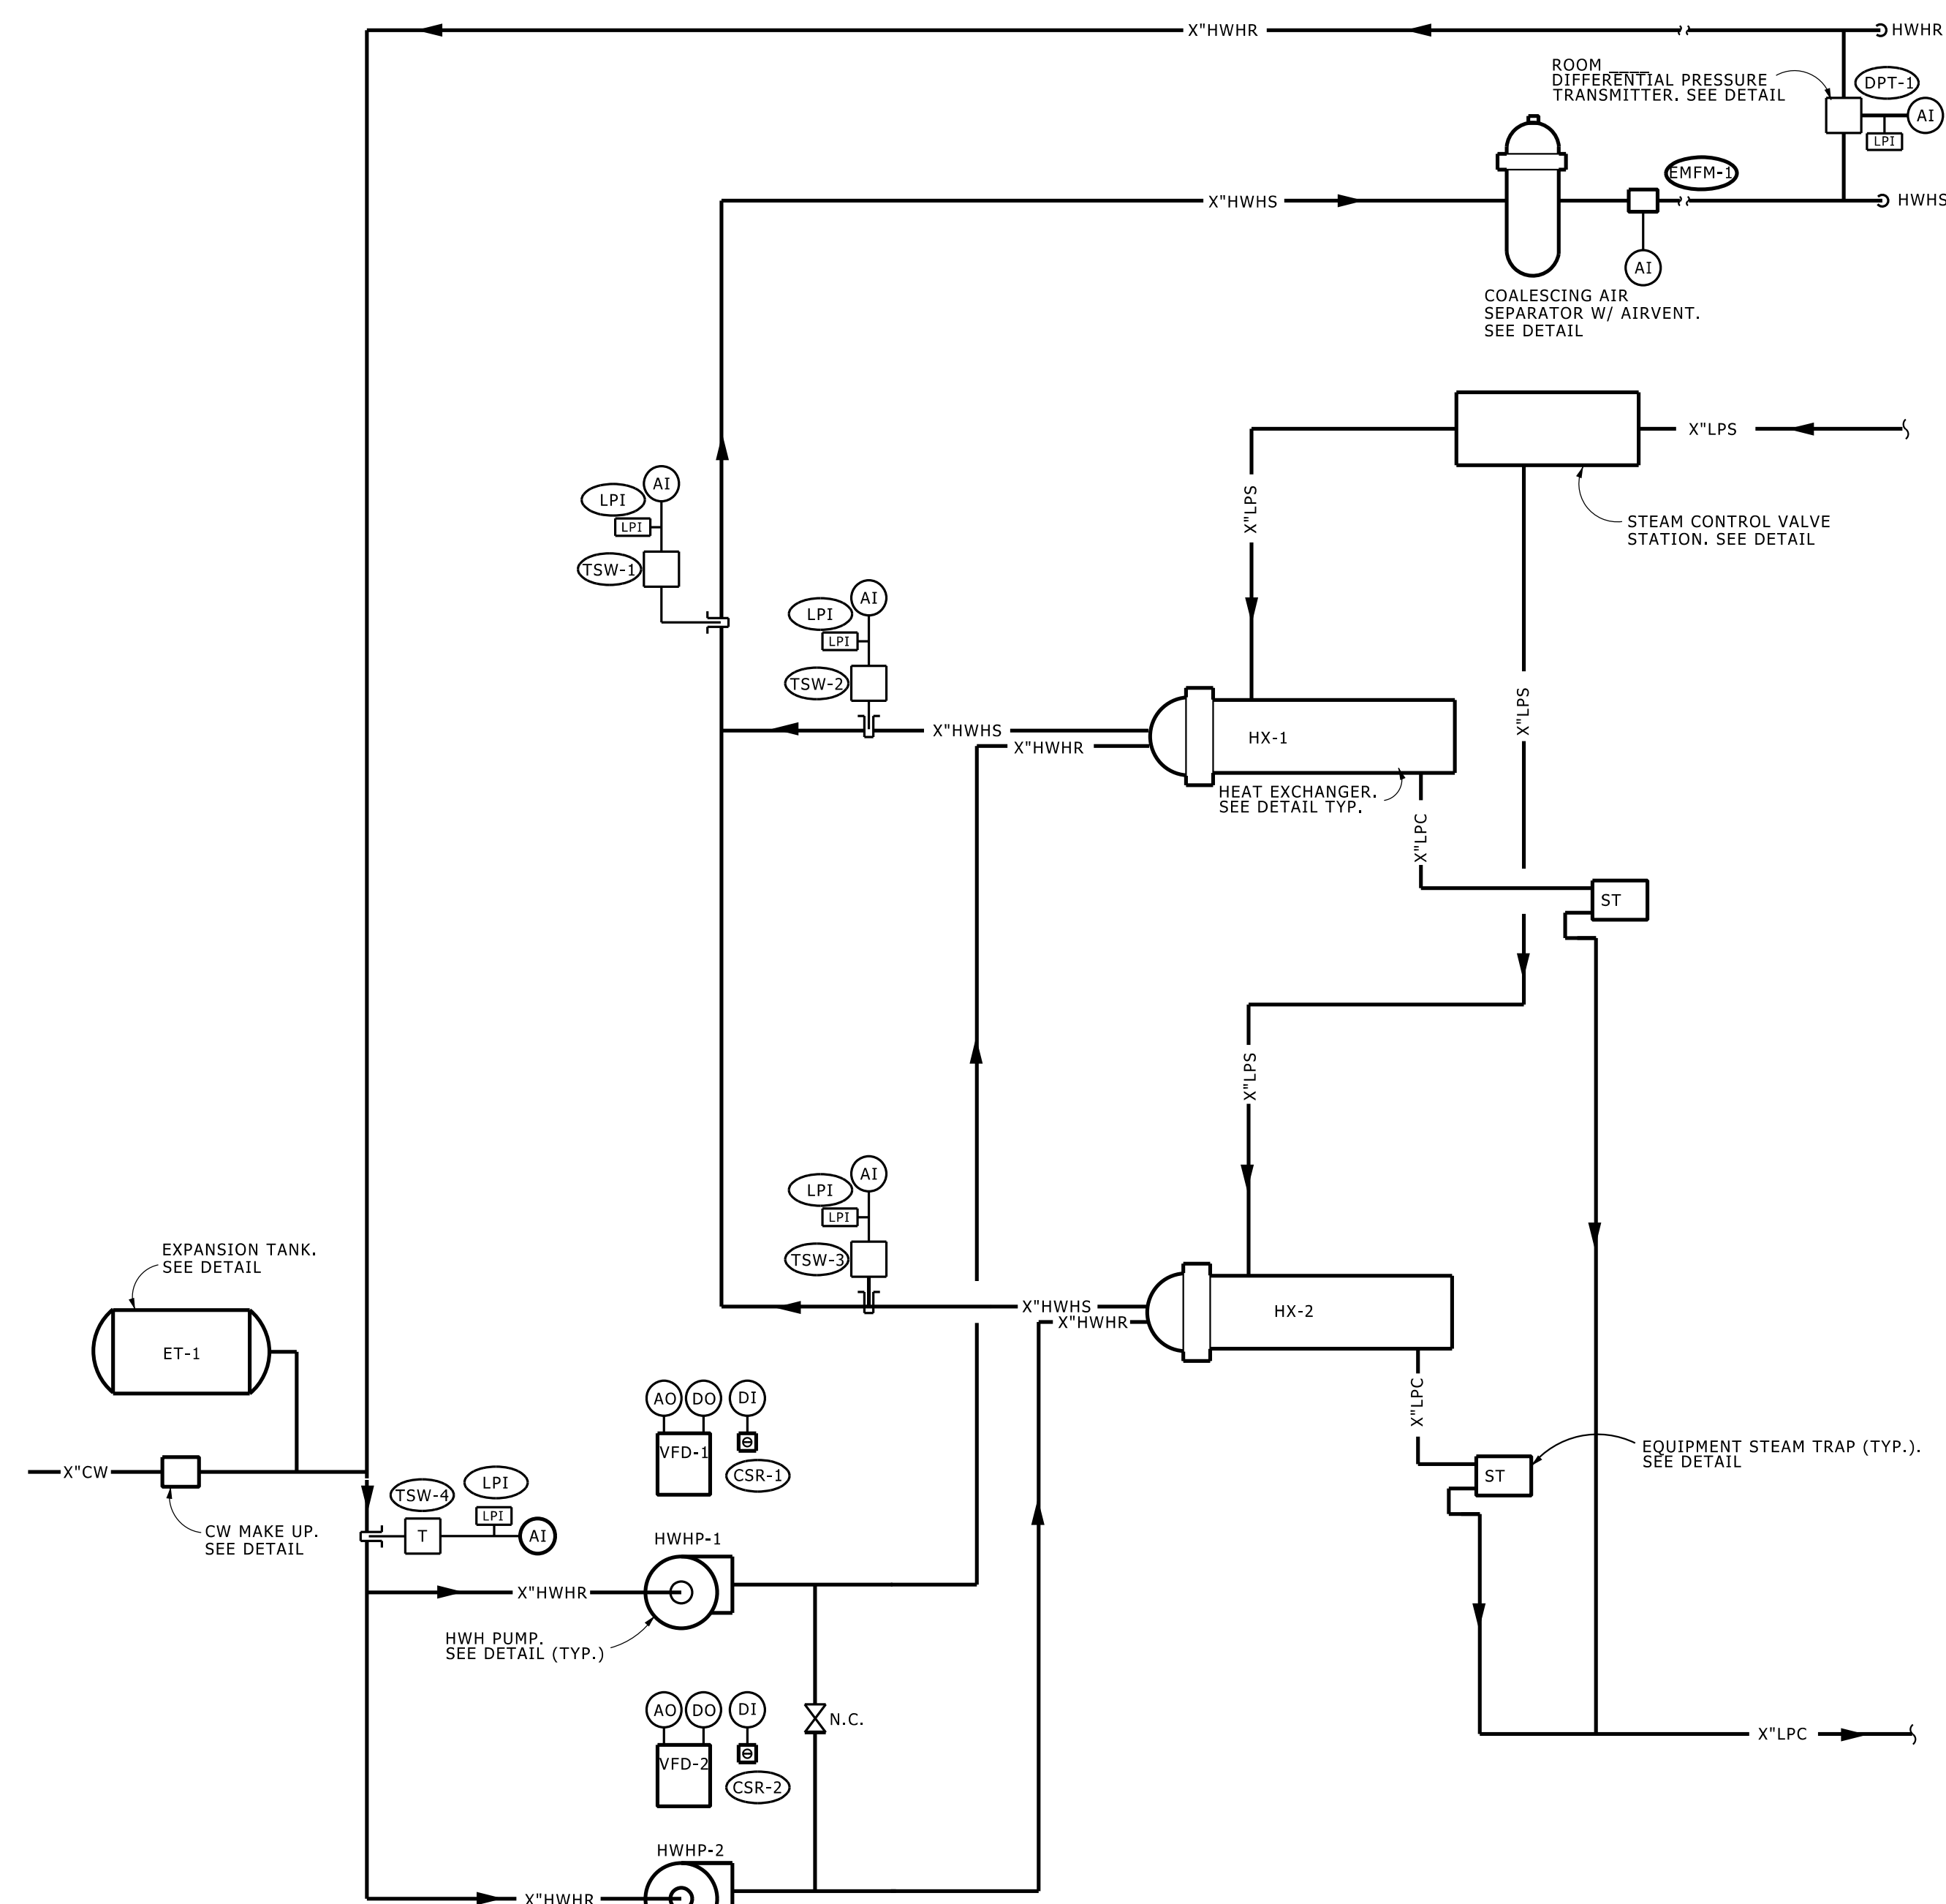 X"HWHR
HWHR
ROOM ____
DIFFERENTIAL PRESSURE
TRANSMITTER. SEE DETAIL
DPT-1
AI
LPI
EMFM-1
X"HWHS
HWHS
AI
COALESCING AIR
SEPARATOR W/ AIRVENT.
SEE DETAIL
X"LPS
STEAM CONTROL VALVE
STATION. SEE DETAIL
X"LPS
X"LPS
AI
LPI
LPI
TSW-1
AI
LPI
LPI
TSW-2
X"HWHS
X"HWHR
HX-1
HEAT EXCHANGER.
SEE DETAIL TYP.
X"LPC
ST
X"LPS
AI
LPI
LPI
TSW-3
X"HWHS
X"HWHR
HX-2
X"LPC
EXPANSION TANK.
SEE DETAIL
ET-1
X"CW
CW MAKE UP.
SEE DETAIL
TSW-4
LPI
LPI
T
AI
AO
DO
DI
VFD-1
CSR-1
EQUIPMENT STEAM TRAP (TYP.).
SEE DETAIL
ST
HWHP-1
X"HWHR
HWH PUMP.
SEE DETAIL (TYP.)
AO
DO
DI
VFD-2
CSR-2
N.C.
X"LPC
HWHP-2
X"HWHR